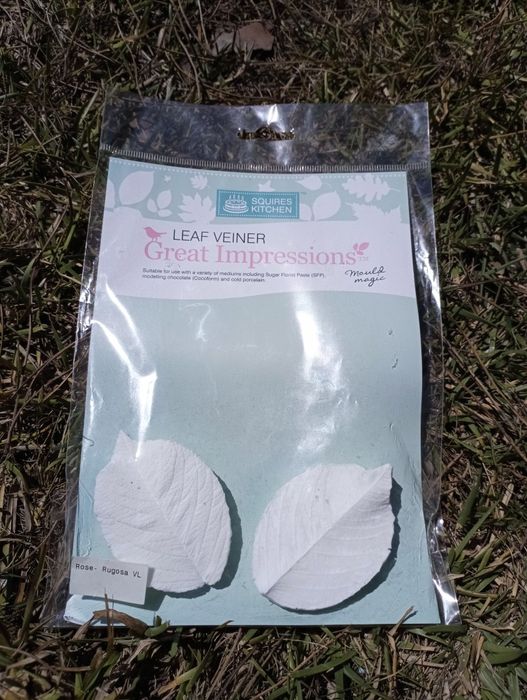 SQUIRES
KITCHEN
LEAF VEINER
Great Impressions™
Suitable for use with a variety of mediums including Sugar Florist Paste (SFP),
modelling chocolate (Cocoform) and cold porcelain.
Mould
magic
Rose- Rugosa VL